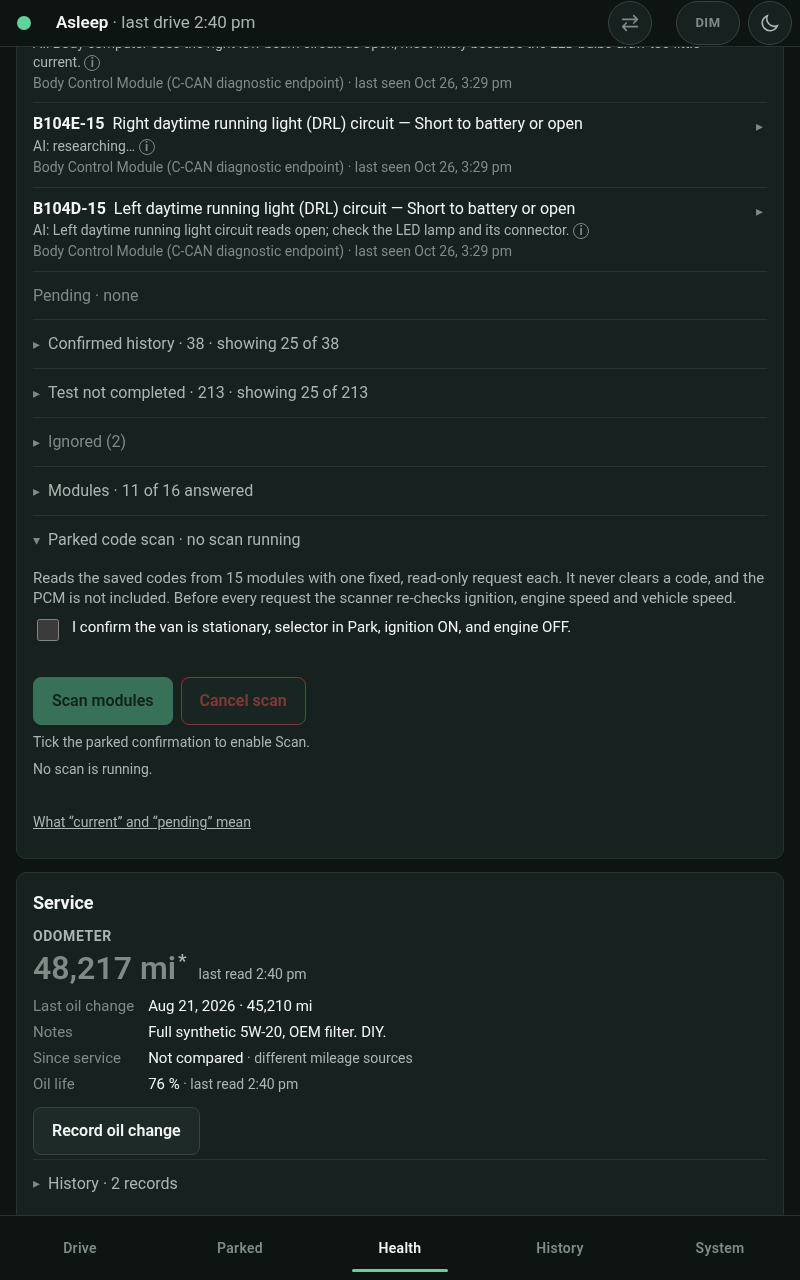 Asleep · last drive 2:40 pm
DIM
current. ⓘ
Body Control Module (C-CAN diagnostic endpoint) · last seen Oct 26, 3:29 pm
B104E-15 Right daytime running light (DRL) circuit — Short to battery or open ▸
AI: researching… ⓘ
Body Control Module (C-CAN diagnostic endpoint) · last seen Oct 26, 3:29 pm
B104D-15 Left daytime running light (DRL) circuit — Short to battery or open ▸
AI: Left daytime running light circuit reads open; check the LED lamp and its connector. ⓘ
Body Control Module (C-CAN diagnostic endpoint) · last seen Oct 26, 3:29 pm
Pending · none
▸ Confirmed history · 38 · showing 25 of 38
▸ Test not completed · 213 · showing 25 of 213
▸ Ignored (2)
▸ Modules · 11 of 16 answered
▾ Parked code scan · no scan running
Reads the saved codes from 15 modules with one fixed, read-only request each. It never clears a code, and the
PCM is not included. Before every request the scanner re-checks ignition, engine speed and vehicle speed.
I confirm the van is stationary, selector in Park, ignition ON, and engine OFF.
Scan modules Cancel scan
Tick the parked confirmation to enable Scan.
No scan is running.
What “current” and “pending” mean
Service
ODOMETER
48,217 mi* last read 2:40 pm
Last oil change Aug 21, 2026 · 45,210 mi
Notes Full synthetic 5W-20, OEM filter. DIY.
Since service Not compared · different mileage sources
Oil life 76 % · last read 2:40 pm
Record oil change
▸ History · 2 records
Drive Parked Health History System